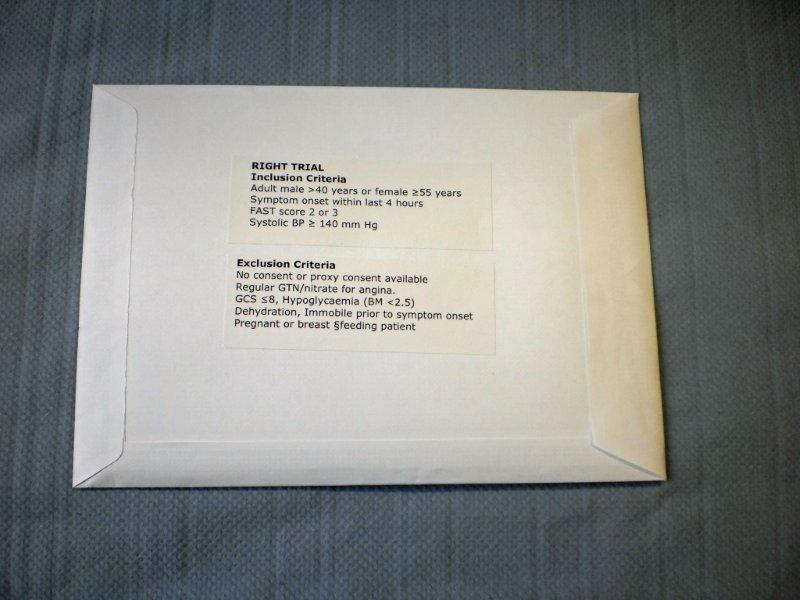 RIGHT TRIAL
Inclusion Criteria
Adult male >40 years or female ≥55 years
Symptom onset within last 4 hours
FAST score 2 or 3
Systolic BP ≥ 140 mm Hg
Exclusion Criteria
No consent or proxy consent available
Regular GTN/nitrate for angina.
GCS ≤8, Hypoglycaemia (BM <2.5)
Dehydration, Immobile prior to symptom onset
Pregnant or breast §feeding patient